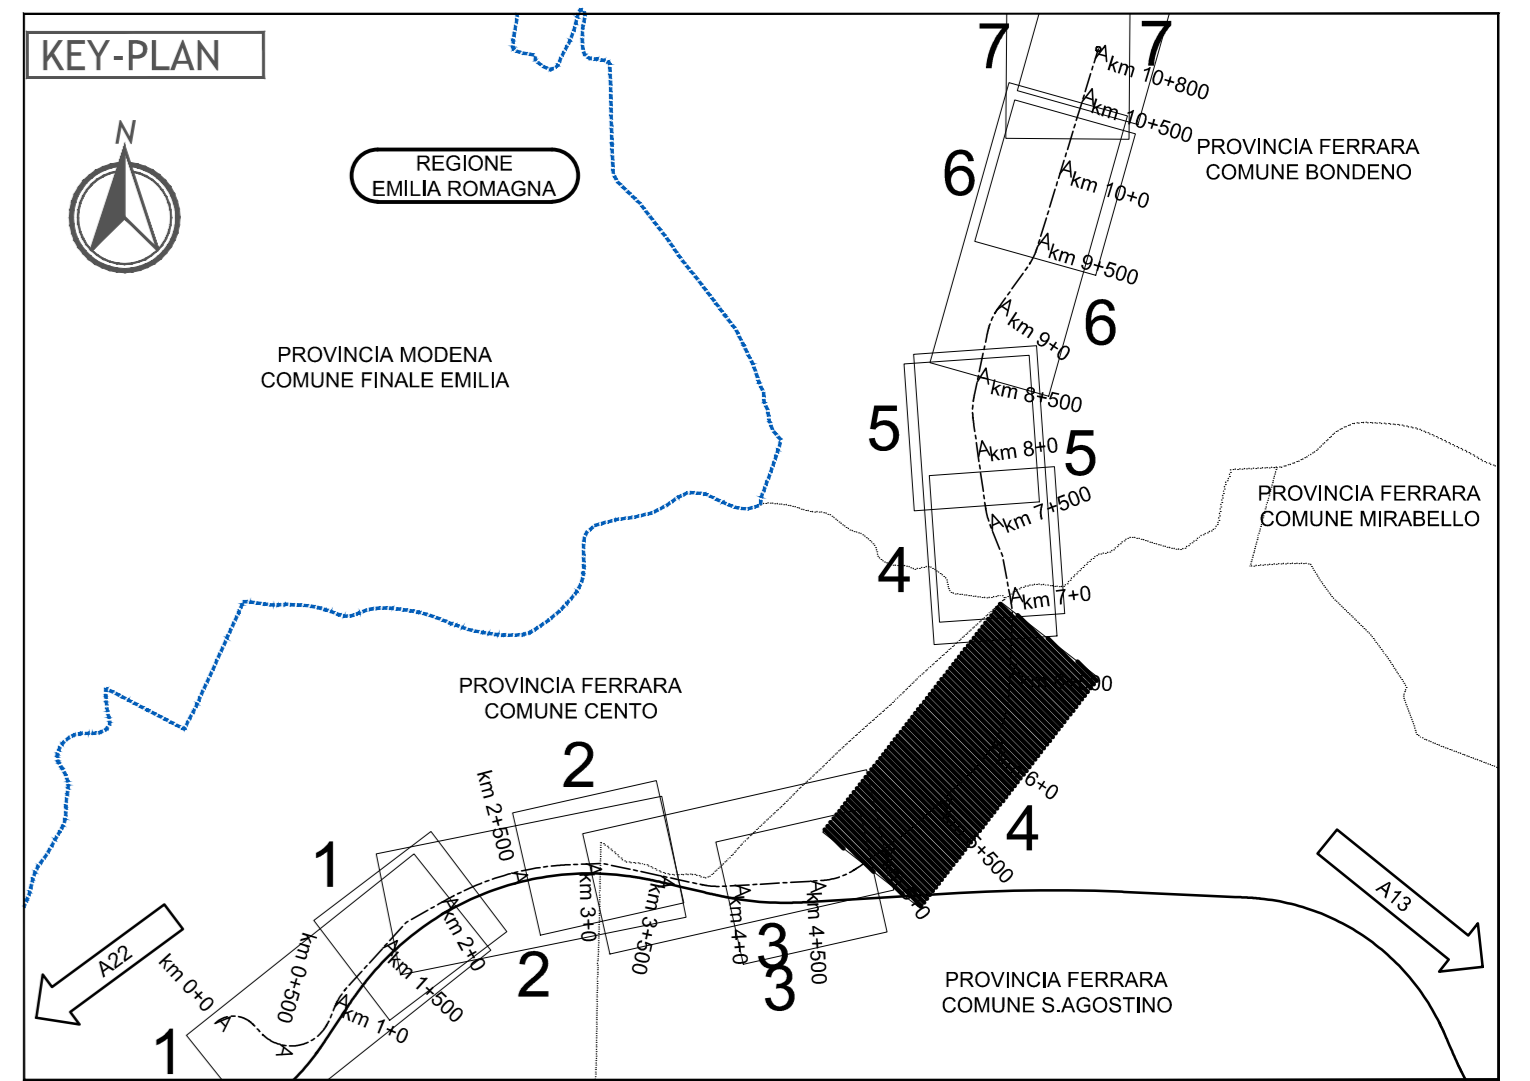 KEY-PLAN
N
REGIONE
EMILIA ROMAGNA
7
7
A km 10+800
A km 10+500
PROVINCIA FERRARA
COMUNE BONDENO
6
A km 10+0
A km 9+500
6
A km 9+0
PROVINCIA MODENA
COMUNE FINALE EMILIA
A km 8+500
5
5
A km 8+0
PROVINCIA FERRARA
COMUNE MIRABELLO
A km 7+500
4
A km 7+0
PROVINCIA FERRARA
COMUNE CENTO
2
km 2+500
A
6+0
4
5+500
1
A
km 3+0
A
km 3+500
A
km 4+0
A
km 4+500
3
3
A
km 2+0
2
A13
A22
km 0+0
A
km 0+500
A
A
km 1+500
A
km 1+0
1
PROVINCIA FERRARA
COMUNE S.AGOSTINO